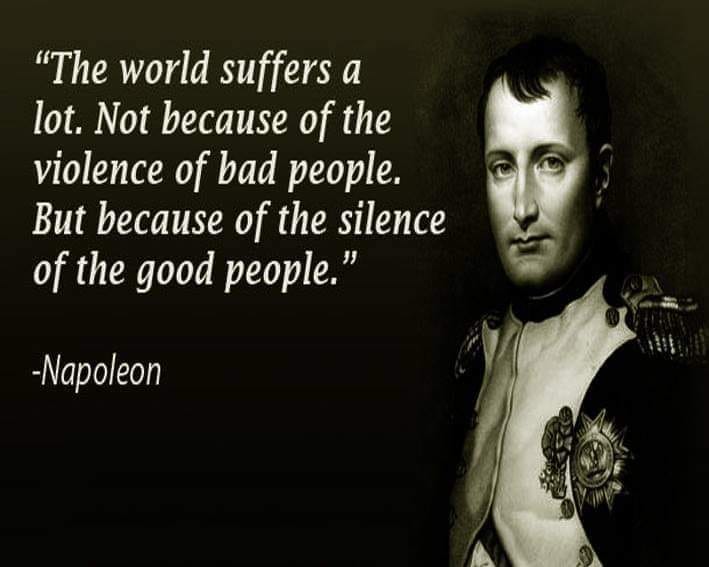 “The world suffers a
lot. Not because of the
violence of bad people.
But because of the silence
of the good people.”
-Napoleon